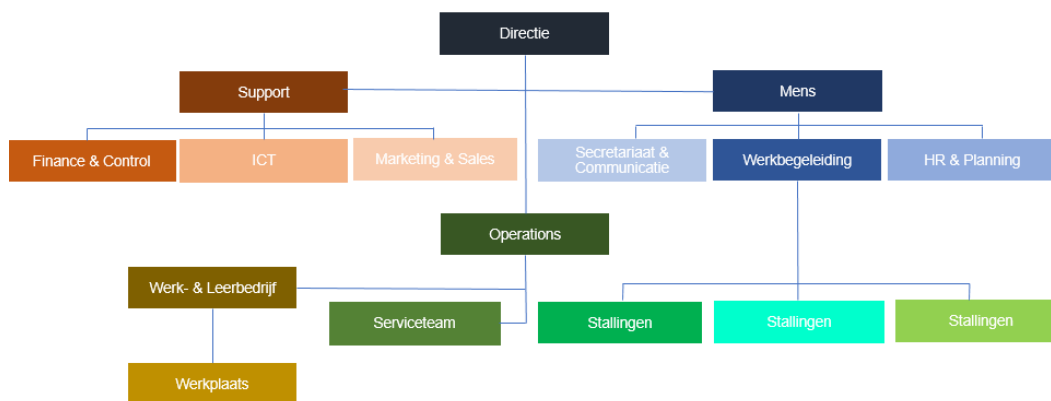 Directie
Support
Mens
Finance & Control
ICT
Marketing & Sales
Secretariaat &
Communicatie
Werkbegeleiding
HR & Planning
Operations
Werk- & Leerbedrijf
Serviceteam
Stallingen
Stallingen
Stallingen
Werkplaats